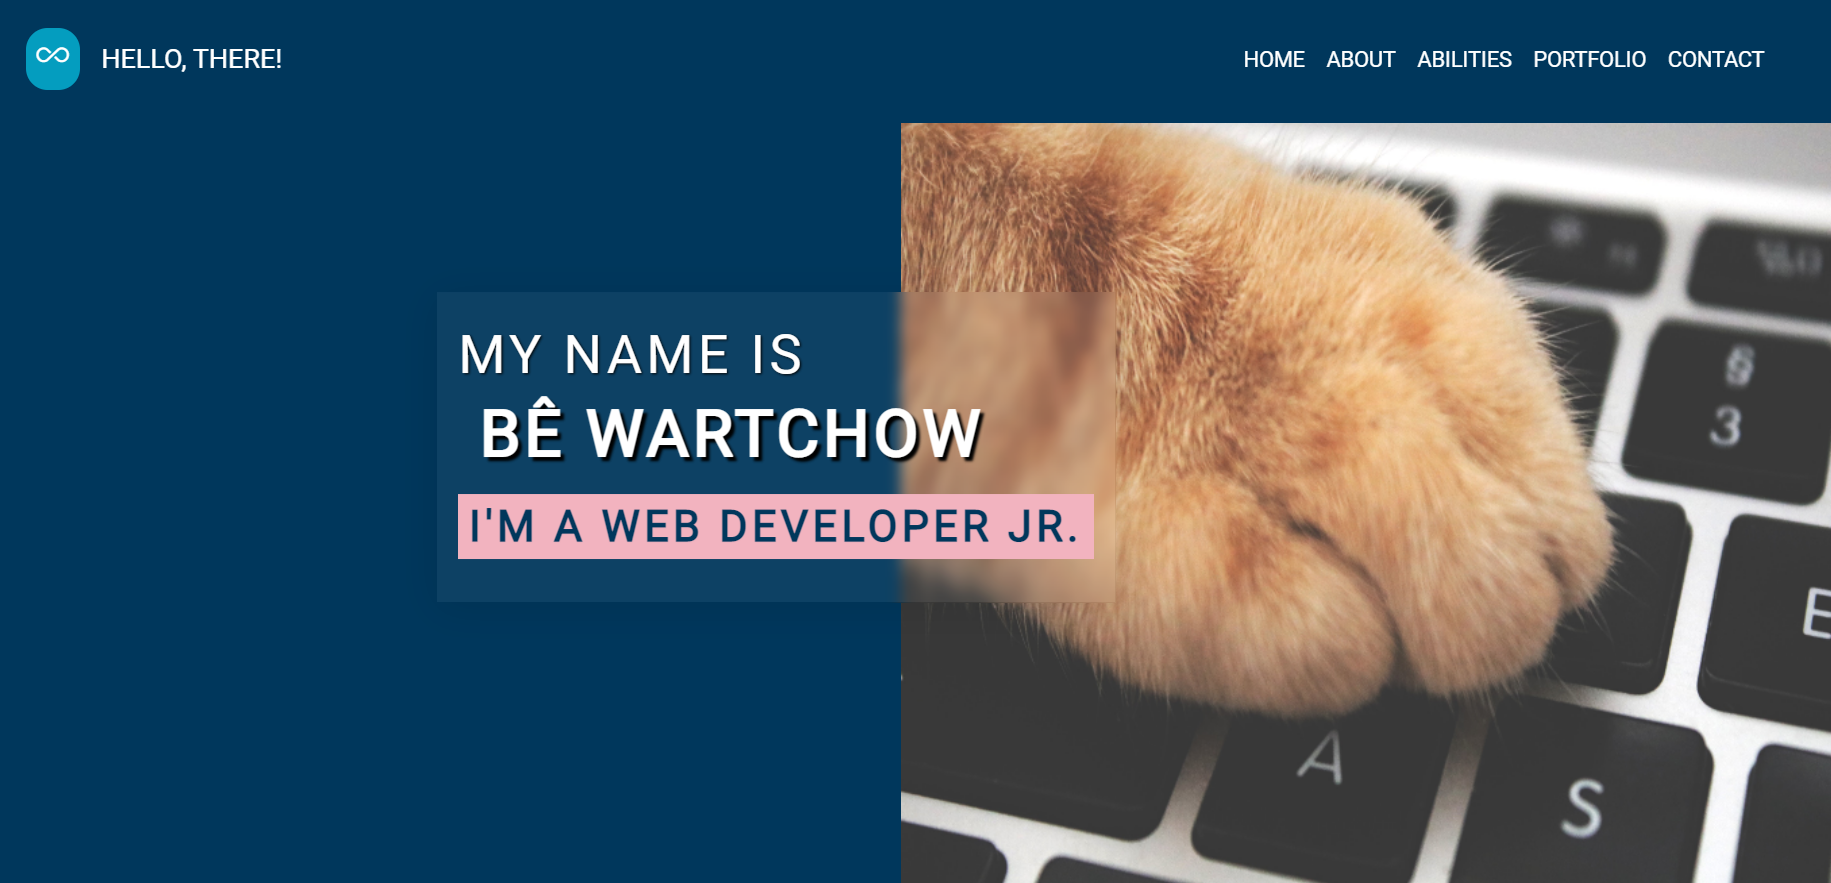 HELLO, THERE!
HOME ABOUT ABILITIES PORTFOLIO CONTACT
MY NAME IS
BÊ WARTCHOW
I'M A WEB DEVELOPER JR.
§
3
E
A
S